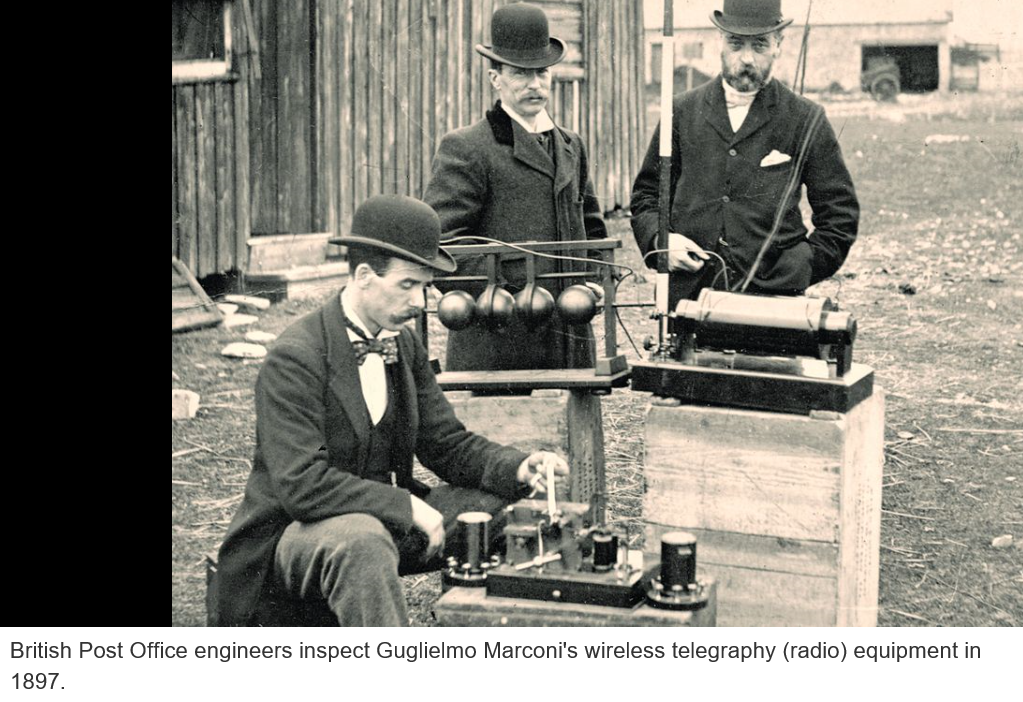 British Post Office engineers inspect Guglielmo Marconi's wireless telegraphy (radio) equipment in
1897.